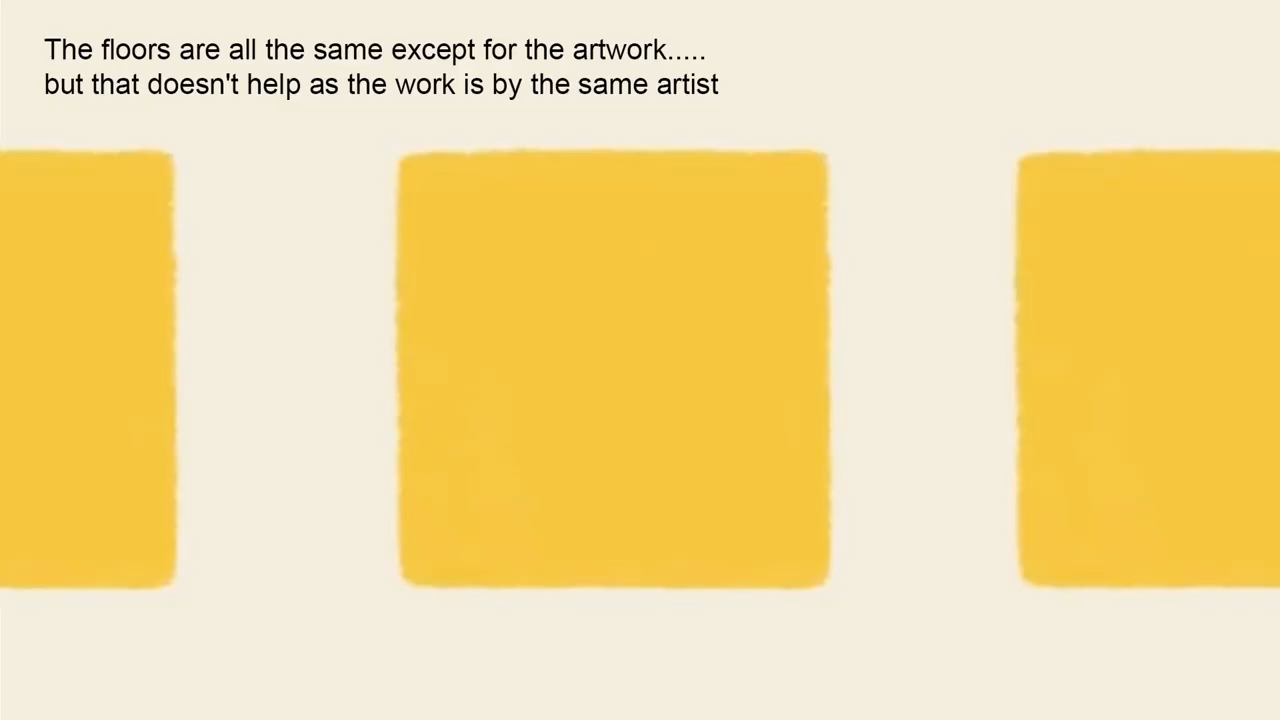 The floors are all the same except for the artwork.....
but that doesn't help as the work is by the same artist